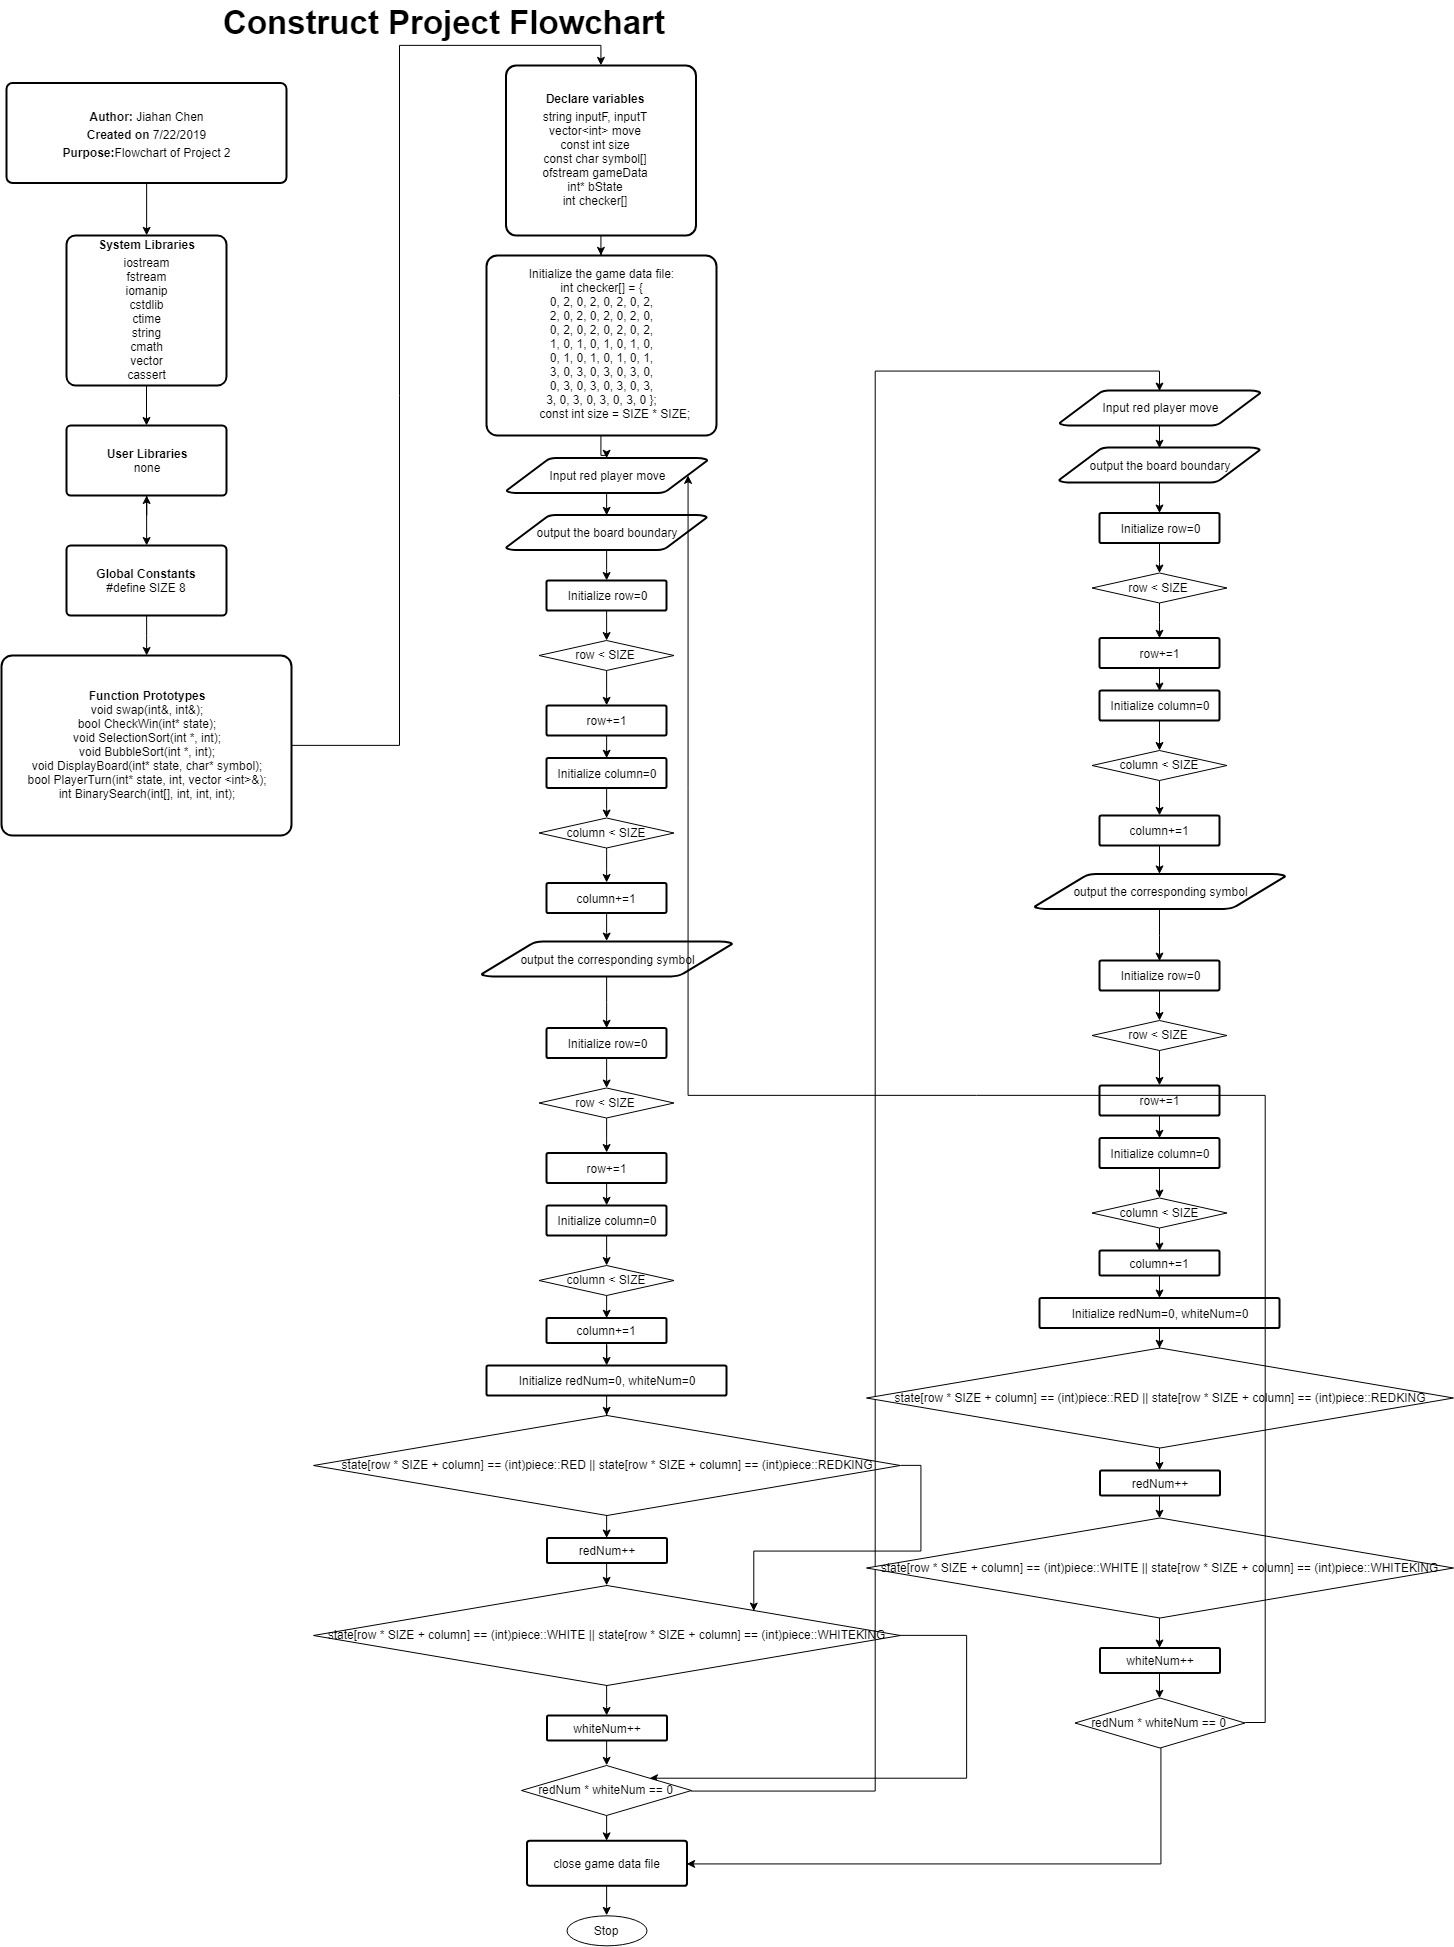 Construct Project Flowchart
Author: Jiahan Chen
Created on 7/22/2019
Purpose:Flowchart of Project 2
System Libraries
iostream
fstream
iomanip
cstdlib
ctime
string
cmath
vector
cassert
User Libraries
none
Global Constants
#define SIZE 8
Function Prototypes
void swap(int&, int&);
bool CheckWin(int* state);
void SelectionSort(int *, int);
void BubbleSort(int *, int);
void DisplayBoard(int* state, char* symbol);
bool PlayerTurn(int* state, int, vector <int>&);
int BinarySearch(int[], int, int, int);
Declare variables
string inputF, inputT
vector<int> move
const int size
const char symbol[]
ofstream gameData
int* bState
int checker[]
Initialize the game data file:
int checker[] = {
0, 2, 0, 2, 0, 2, 0, 2,
2, 0, 2, 0, 2, 0, 2, 0,
0, 2, 0, 2, 0, 2, 0, 2,
1, 0, 1, 0, 1, 0, 1, 0,
0, 1, 0, 1, 0, 1, 0, 1,
3, 0, 3, 0, 3, 0, 3, 0,
0, 3, 0, 3, 0, 3, 0, 3,
3, 0, 3, 0, 3, 0, 3, 0 };
const int size = SIZE * SIZE;
Input red player move
output the board boundary
Initialize row=0
row < SIZE
row+=1
Initialize column=0
column < SIZE
column+=1
output the corresponding symbol
Initialize row=0
row < SIZE
row+=1
Initialize column=0
column < SIZE
column+=1
Initialize redNum=0, whiteNum=0
state[row * SIZE + column] == (int)piece::RED || state[row * SIZE + column] == (int)piece::REDKING
redNum++
state[row * SIZE + column] == (int)piece::WHITE || state[row * SIZE + column] == (int)piece::WHITEKING
whiteNum++
redNum * whiteNum == 0
close game data file
Stop
Input red player move
output the board boundary
Initialize row=0
row < SIZE
row+=1
Initialize column=0
column < SIZE
column+=1
output the corresponding symbol
Initialize row=0
row < SIZE
row+=1
Initialize column=0
column < SIZE
column+=1
Initialize redNum=0, whiteNum=0
state[row * SIZE + column] == (int)piece::RED || state[row * SIZE + column] == (int)piece::REDKING
redNum++
state[row * SIZE + column] == (int)piece::WHITE || state[row * SIZE + column] == (int)piece::WHITEKING
whiteNum++
redNum * whiteNum == 0